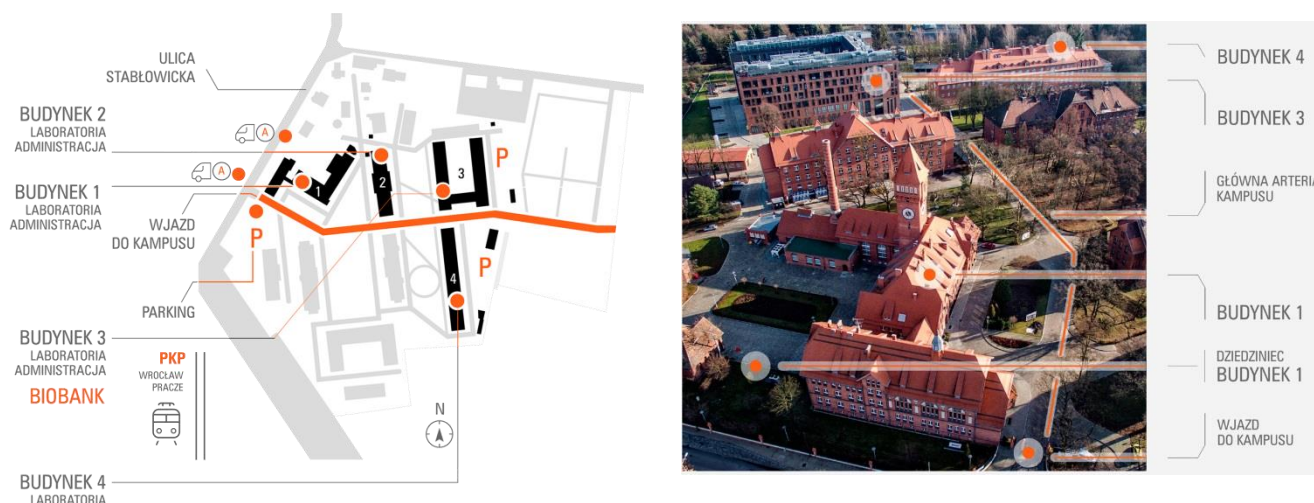 ULICA
STABŁOWICKA
BUDYNEK 2
LABORATORIA
ADMINISTRACJA
A
A
BUDYNEK 1
LABORATORIA
ADMINISTRACJA
WJAZD
DO KAMPUSU
PARKING
BUDYNEK 3
LABORATORIA
ADMINISTRACJA
BIOBANK
PKP
WROCŁAW
PRACZE
BUDYNEK 4
LABORATORIA
1
2
3
4
P
P
P
N
BUDYNEK 4
BUDYNEK 3
GŁÓWNA ARTERIA
KAMPUSU
BUDYNEK 1
DZIEDZINIEC
BUDYNEK 1
WJAZD
DO KAMPUSU